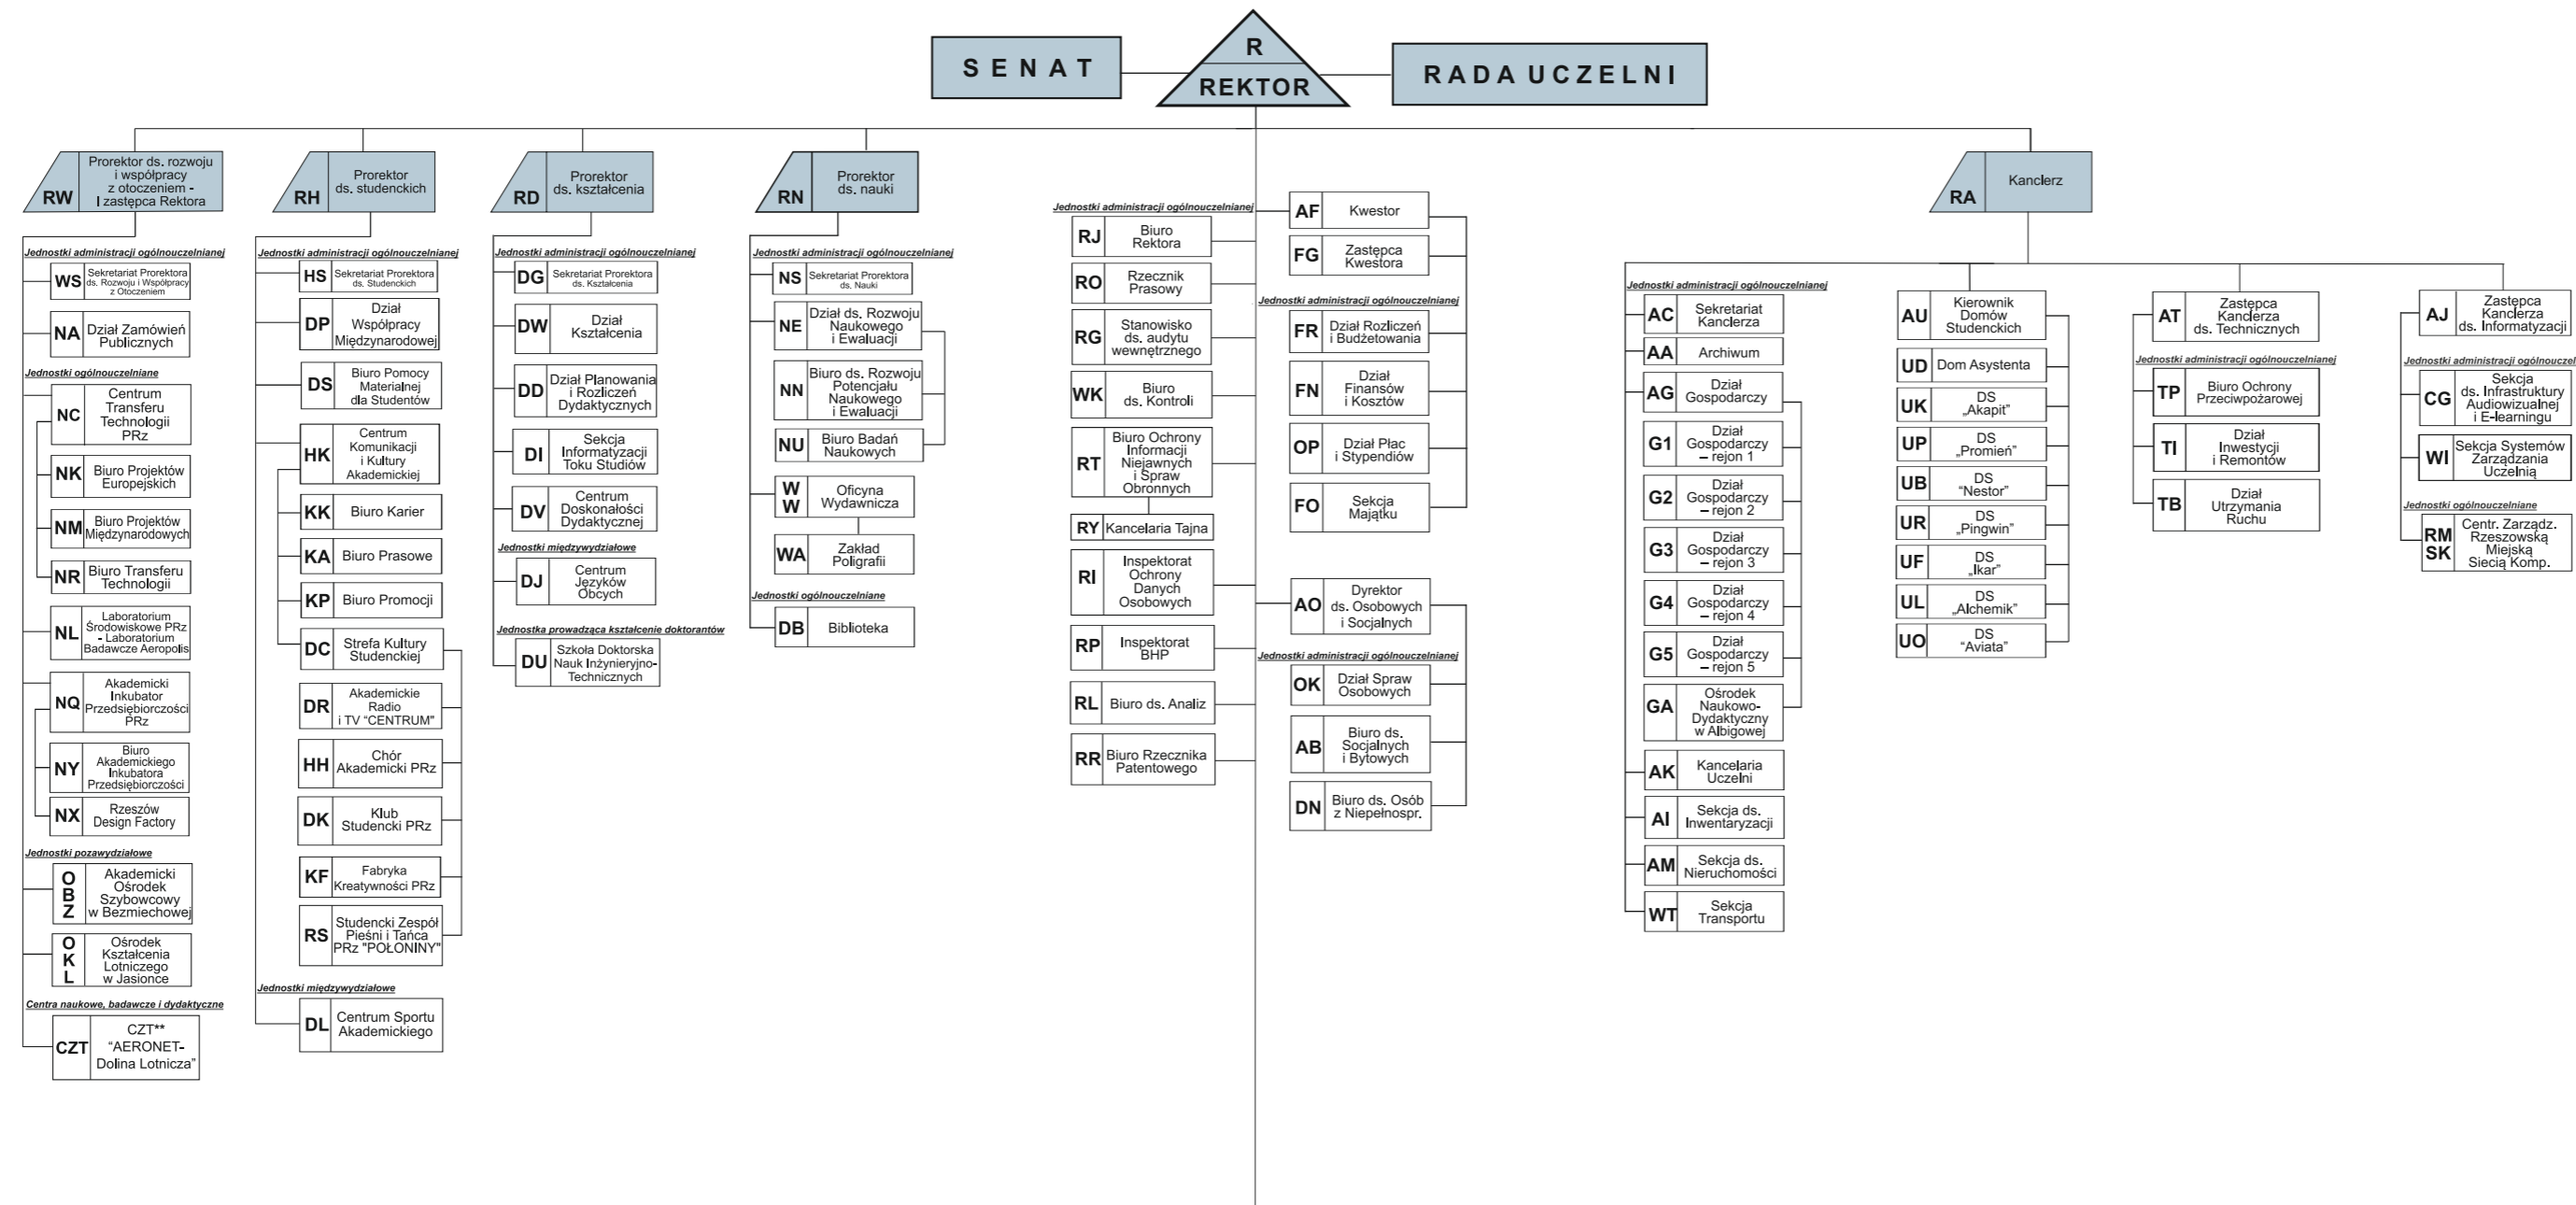 SENAT
R
REKTOR
RADA UCZELNI
RW
Prorektor ds. rozwoju
i współpracy
z otoczeniem -
I zastępca Rektora
Jednostki administracji ogólnouczelnianej
WS
Sekretariat Prorektora
ds. Rozwoju i Współpracy
z Otoczeniem
NA
Dział Zamówień
Publicznych
Jednostki ogólnouczelniane
NC
Centrum
Transferu
Technologii
PRz
NK
Biuro Projektów
Europejskich
NM
Biuro Projektów
Międzynarodowych
NR
Biuro Transferu
Technologii
NL
Laboratorium
Środowiskowe PRz
- Laboratorium
Badawcze Aeropolis
NQ
Akademicki
Inkubator
Przedsiębiorczości
PRz
NY
Biuro
Akademickiego
Inkubatora
Przedsiębiorczości
NX
Rzeszów
Design Factory
Jednostki pozawydziałowe
O
B
Z
Akademicki
Ośrodek
Szybowcowy
w Bezmiechowej
O
K
L
Ośrodek
Kształcenia
Lotniczego
w Jasionce
Centra naukowe, badawcze i dydaktyczne
CZT
CZT**
“AERONET-
Dolina Lotnicza”
RH
Prorektor
ds. studenckich
Jednostki administracji ogólnouczelnianej
HS
Sekretariat Prorektora
ds. Studenckich
DP
Dział
Współpracy
Międzynarodowej
DS
Biuro Pomocy
Materialnej
dla Studentów
HK
Centrum
Komunikacji
i Kultury
Akademickiej
KK
Biuro Karier
KA
Biuro Prasowe
KP
Biuro Promocji
DC
Strefa Kultury
Studenckiej
DR
Akademickie
Radio
i TV “CENTRUM”
HH
Chór
Akademicki PRz
DK
Klub
Studencki PRz
KF
Fabryka
Kreatywności PRz
RS
Studencki Zespół
Pieśni i Tańca
PRz "POŁONINY"
Jednostki międzywydziałowe
DL
Centrum Sportu
Akademickiego
RD
Prorektor
ds. kształcenia
Jednostki administracji ogólnouczelnianej
DG
Sekretariat Prorektora
ds. Kształcenia
DW
Dział
Kształcenia
DD
Dział Planowania
i Rozliczeń
Dydaktycznych
DI
Sekcja
Informatyzacji
Toku Studiów
DV
Centrum
Doskonałości
Dydaktycznej
Jednostki międzywydziałowe
DJ
Centrum
Języków
Obcych
Jednostka prowadząca kształcenie doktorantów
DU
Szkoła Doktorska
Nauk Inżynieryjno-
Technicznych
RN
Prorektor
ds. nauki
Jednostki administracji ogólnouczelnianej
NS
Sekretariat Prorektora
ds. Nauki
NE
Dział ds. Rozwoju
Naukowego
i Ewaluacji
NN
Biuro ds. Rozwoju
Potencjału
Naukowego
i Ewaluacji
NU
Biuro Badań
Naukowych
W
W
Oficyna
Wydawnicza
WA
Zakład
Poligrafii
Jednostki ogólnouczelniane
DB
Biblioteka
Jednostki administracji ogólnouczelnianej
RJ
Biuro
Rektora
RO
Rzecznik
Prasowy
RG
Stanowisko
ds. audytu
wewnętrznego
WK
Biuro
ds. Kontroli
RT
Biuro Ochrony
Informacji
Niejawnych
i Spraw
Obronnych
RY
Kancelaria Tajna
RI
Inspektorat
Ochrony
Danych
Osobowych
RP
Inspektorat
BHP
RL
Biuro ds. Analiz
RR
Biuro Rzecznika
Patentowego
AF
Kwestor
FG
Zastępca
Kwestora
Jednostki administracji ogólnouczelnianej
FR
Dział Rozliczeń
i Budżetowania
FN
Dział
Finansów
i Kosztów
OP
Dział Płac
i Stypendiów
FO
Sekcja
Majątku
AO
Dyrektor
ds. Osobowych
i Socjalnych
Jednostki administracji ogólnouczelnianej
OK
Dział Spraw
Osobowych
AB
Biuro ds.
Socjalnych
i Bytowych
DN
Biuro ds. Osób
z Niepełnospr.
RA
Kanclerz
Jednostki administracji ogólnouczelnianej
AC
Sekretariat
Kanclerza
AA
Archiwum
AG
Dział
Gospodarczy
G1
Dział
Gospodarczy
– rejon 1
G2
Dział
Gospodarczy
– rejon 2
G3
Dział
Gospodarczy
– rejon 3
G4
Dział
Gospodarczy
– rejon 4
G5
Dział
Gospodarczy
– rejon 5
GA
Ośrodek
Naukowo-
Dydaktyczny
w Albigowej
AK
Kancelaria
Uczelni
AI
Sekcja ds.
Inwentaryzacji
AM
Sekcja ds.
Nieruchomości
WT
Sekcja
Transportu
AU
Kierownik
Domów
Studenckich
UD
Dom Asystenta
UK
DS
„Akapit”
UP
DS
„Promień”
UB
DS
“Nestor”
UR
DS
„Pingwin”
UF
DS
„Ikar”
UL
DS
„Alchemik”
UO
DS
“Aviata”
AT
Zastępca
Kanclerza
ds. Technicznych
Jednostki administracji ogólnouczelnianej
TP
Biuro Ochrony
Przeciwpożarowej
TI
Dział
Inwestycji
i Remontów
TB
Dział
Utrzymania
Ruchu
AJ
Zastępca
Kanclerza
ds. Informatyzacji
Jednostki administracji ogólnouczel
CG
Sekcja
ds. Infrastruktury
Audiowizualnej
i E-learningu
WI
Sekcja Systemów
Zarządzania
Uczelnią
Jednostki ogólnouczelniane
RM
SK
Centr. Zarządz.
Rzeszowską
Miejską
Siecią Komp.